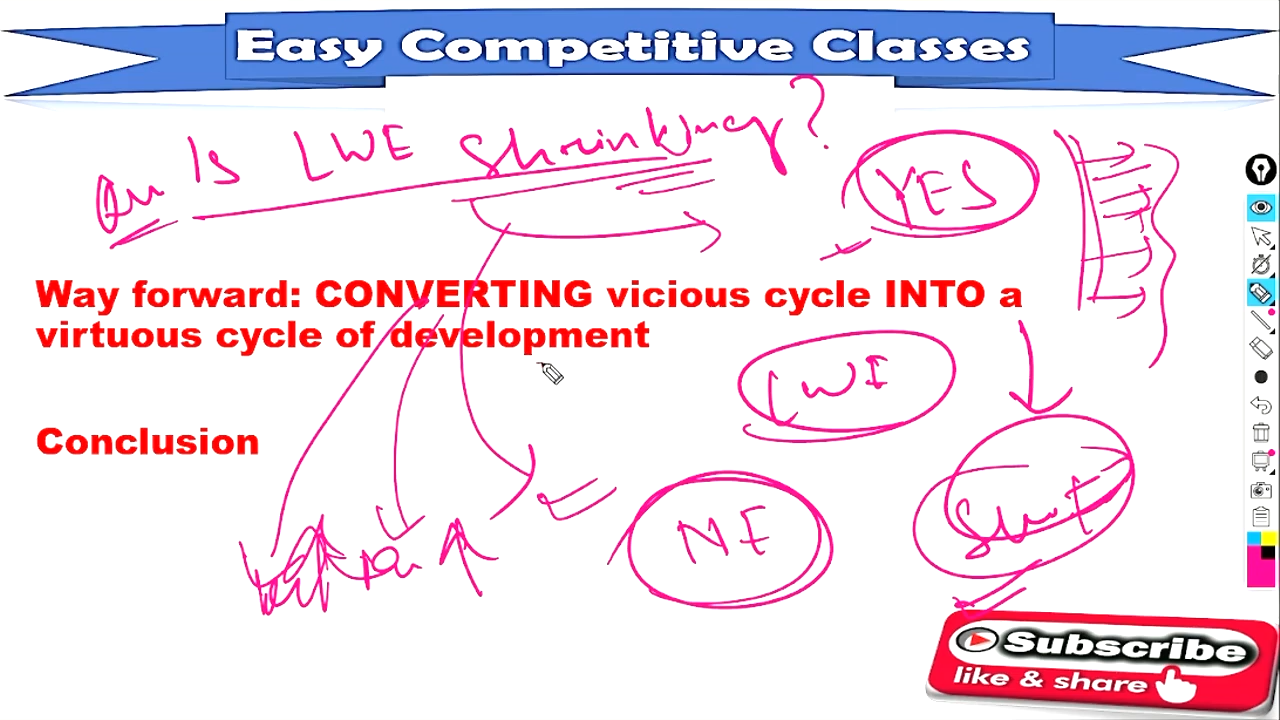 Easy Competitive Classes
Qu Is LWE Shrinking?
YES
Way forward: CONVERTING vicious cycle INTO a
virtuous cycle of development
LWE
Conclusion
NE
Subscribe
like & share